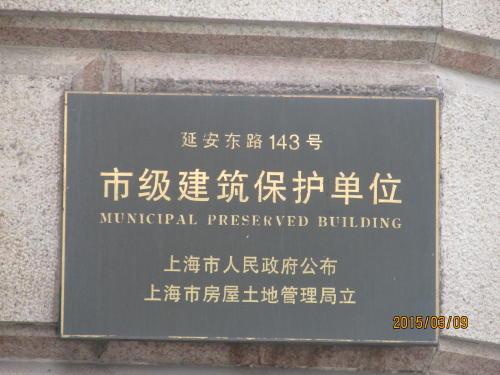 延安东路143号
市级建筑保护单位
MUNICIPAL PRESERVED BUILDING
上海市人民政府公布
上海市房屋土地管理局立
2015/03/09